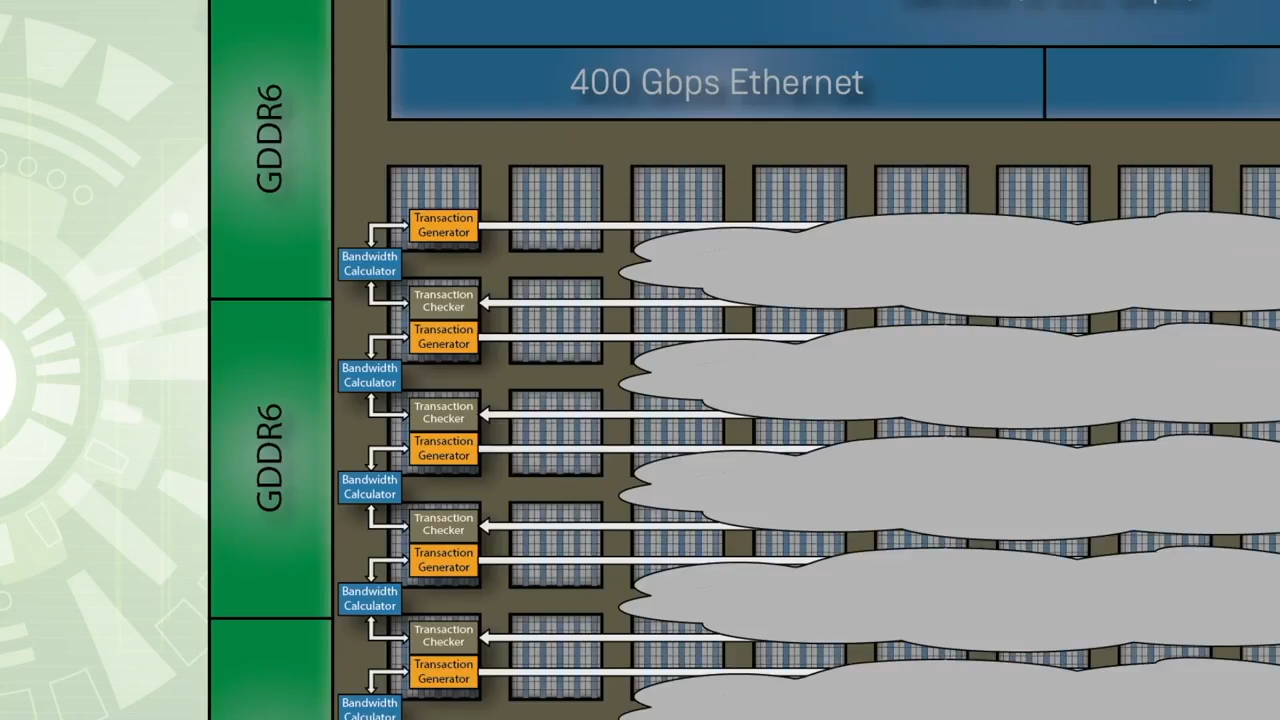 400 Gbps Ethernet
GDDR6
Transaction
Generator
Bandwidth
Calculator
Transaction
Checker
Transaction
Generator
Bandwidth
Calculator
Transaction
Checker
GDDR6
Transaction
Generator
Bandwidth
Calculator
Transaction
Checker
Transaction
Generator
Bandwidth
Calculator
Transaction
Checker
Transaction
Generator
Bandwidth
Calculator